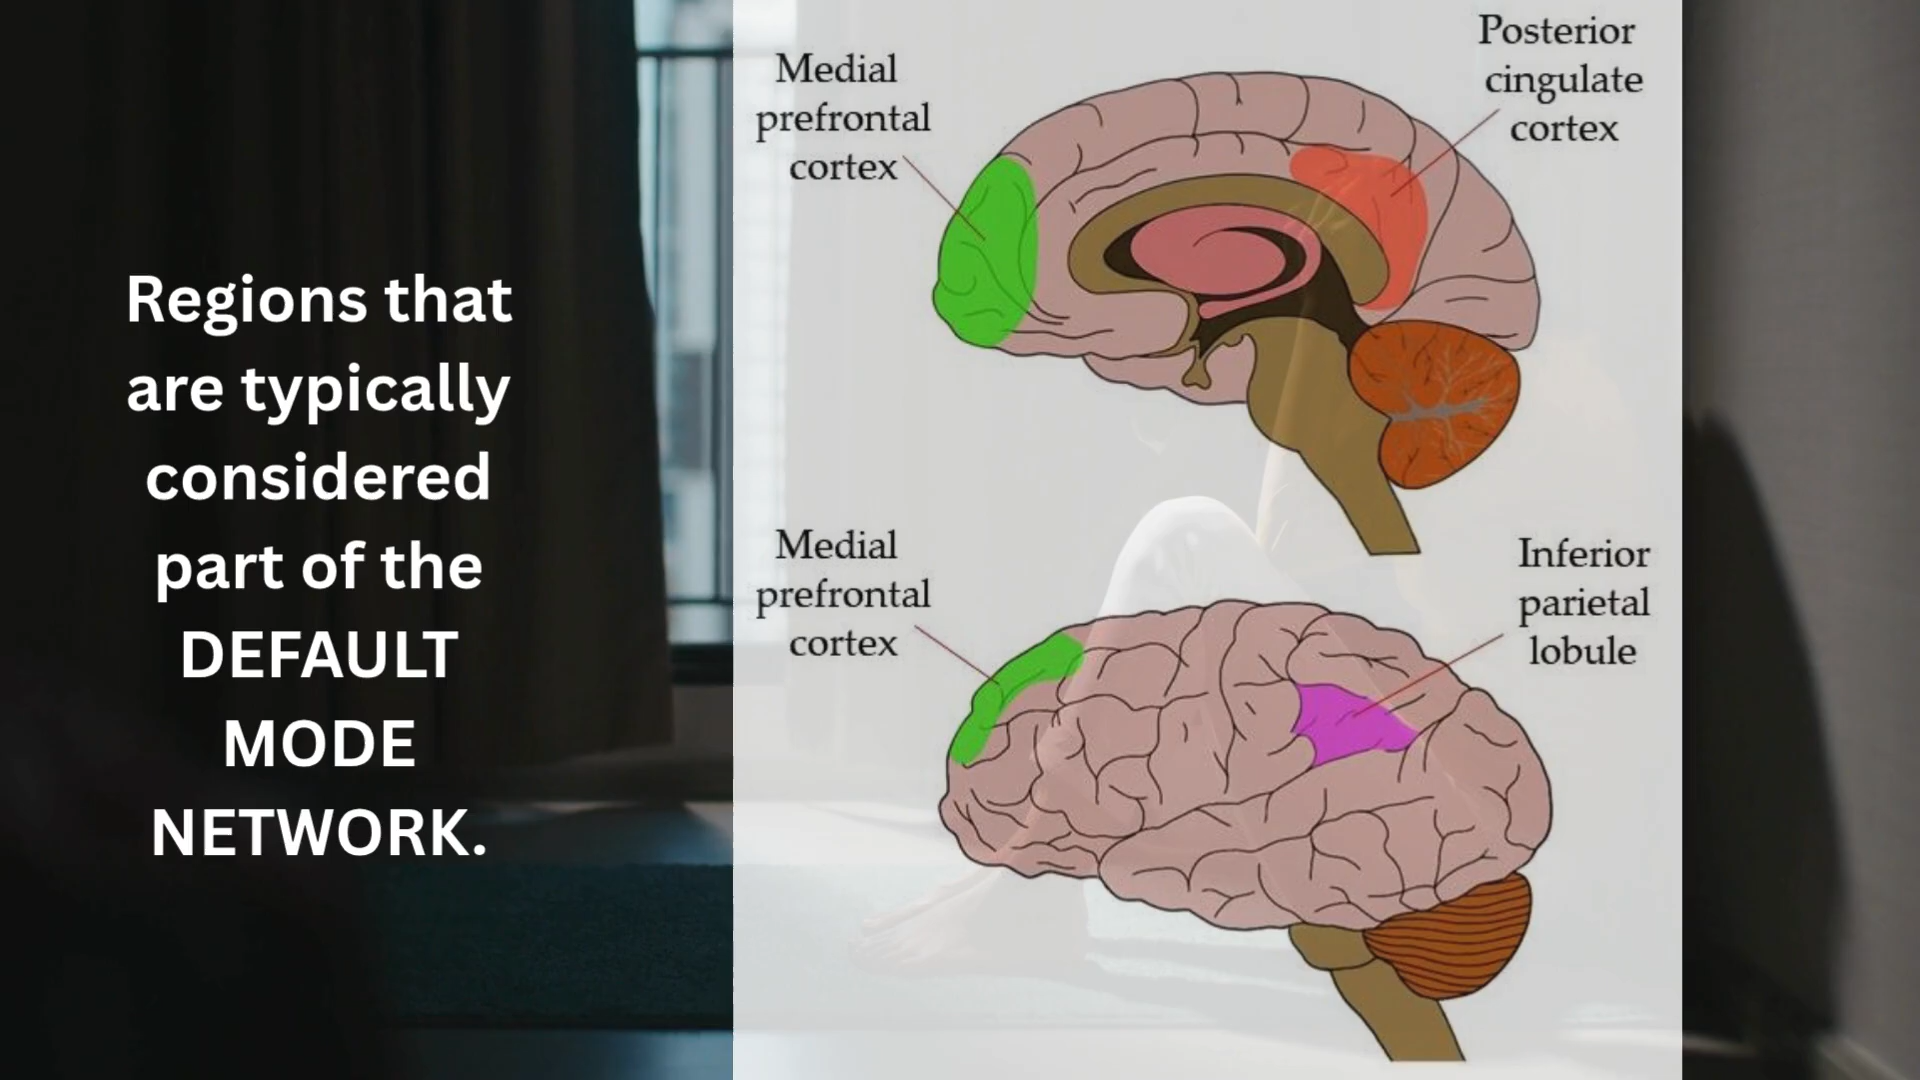 Regions that
are typically
considered
part of the
DEFAULT
MODE
NETWORK.
Medial
prefrontal
cortex
Posterior
cingulate
cortex
Medial
prefrontal
cortex
Inferior
parietal
lobule